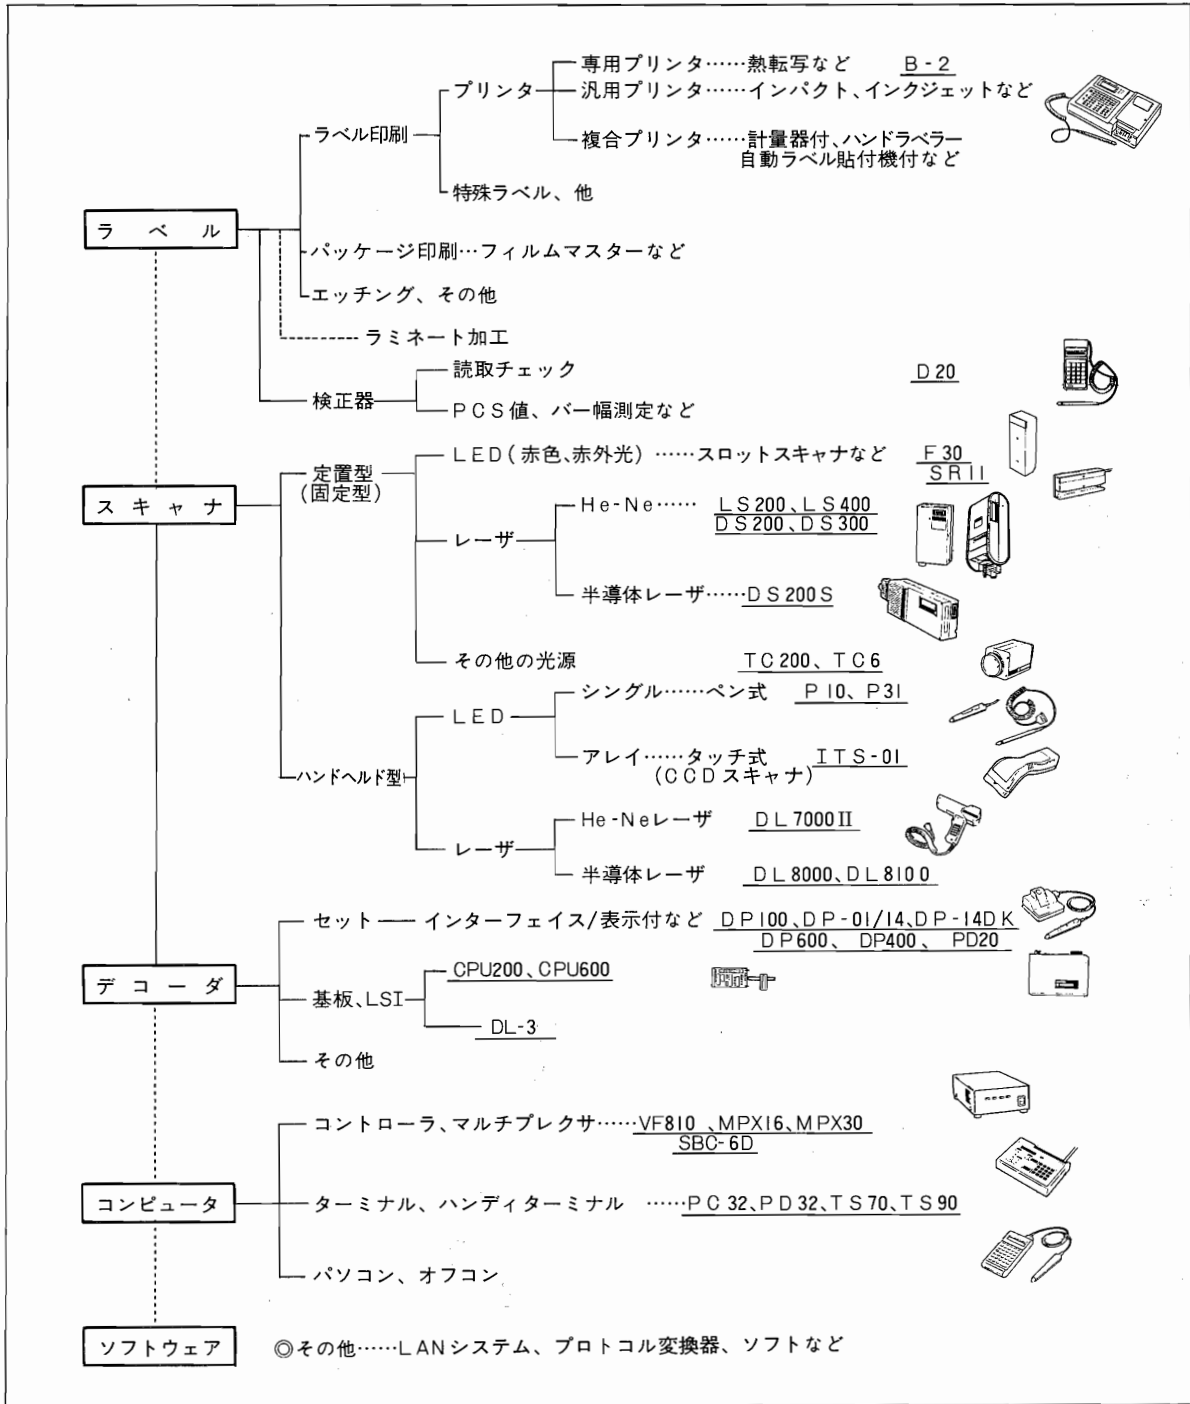 専用プリンタ……熱転写など B-2
プリンタ
汎用プリンタ……インパクト、インクジェットなど
ラベル印刷
複合プリンタ……計量器付、ハンドラベラー
自動ラベル貼付機付など
特殊ラベル、他
ラベル
パッケージ印刷…フィルムマスターなど
エッチング、その他
ラミネート加工
読取チェック D20
検正器
PCS値、バー幅測定など
LED(赤色、赤外光)……スロットスキャナなど F30
SR11
定置型
(固定型)
スキャナ
He-Ne…… LS200、LS400
DS200、DS300
レーザ
半導体レーザ……DS200S
その他の光源 TC200、TC6
シングル……ペン式 P10、P31
LED
アレイ……タッチ式 ITS-01
(CCDスキャナ)
ハンドヘルド型
He-Neレーザ DL7000II
レーザ
半導体レーザ DL8000、DL8100
セット インターフェイス/表示付など DP100、DP-01/14、DP-14DK
DP600、DP400、PD20
デコーダ
CPU200、CPU600
基板、LSI
DL-3
その他
コントローラ、マルチプレクサ……VF810、MPX16、MPX30
SBC-6D
コンピュータ
ターミナル、ハンディターミナル……PC32、PD32、TS70、TS90
パソコン、オフコン
ソフトウェア ◎その他……LANシステム、プロトコル変換器、ソフトなど